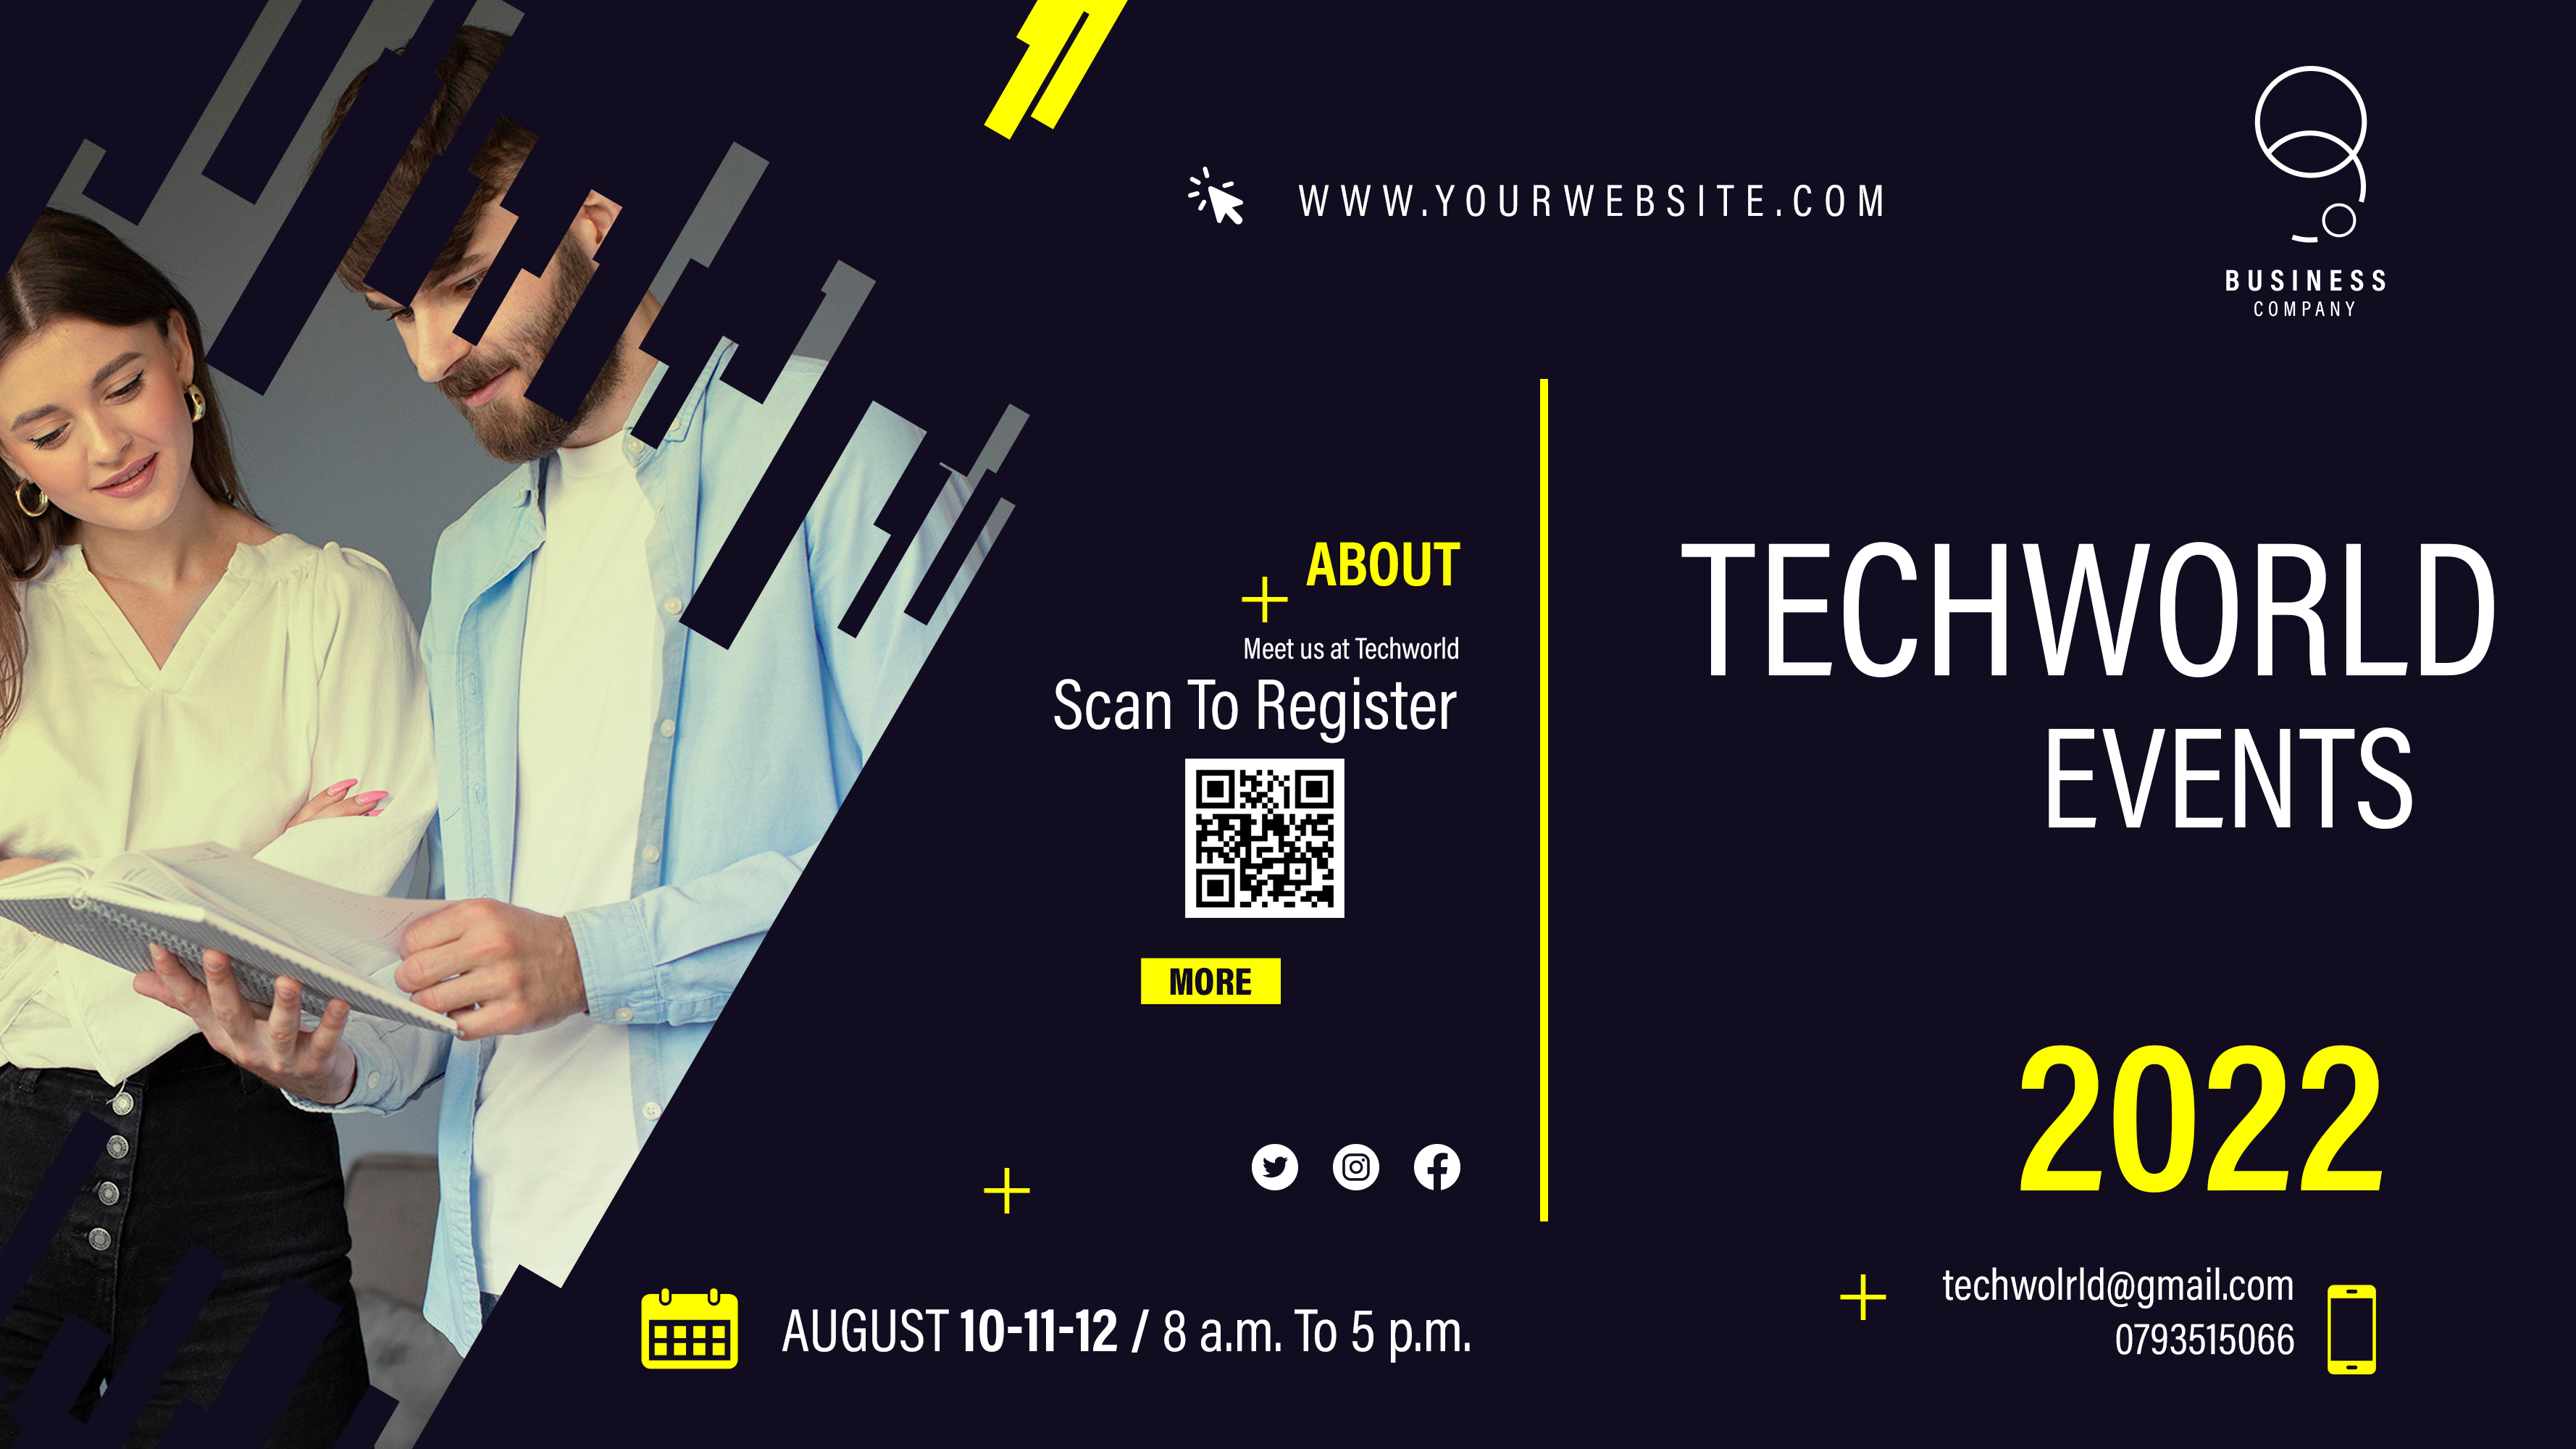 WWW.YOURWEBSITE.COM
BUSINESS
COMPANY
ABOUT
Meet us at Techworld
Scan To Register
MORE
TECHWORLD
EVENTS
2022
AUGUST 10-11-12 / 8 a.m. To 5 p.m.
techwolrld@gmail.com
0793515066